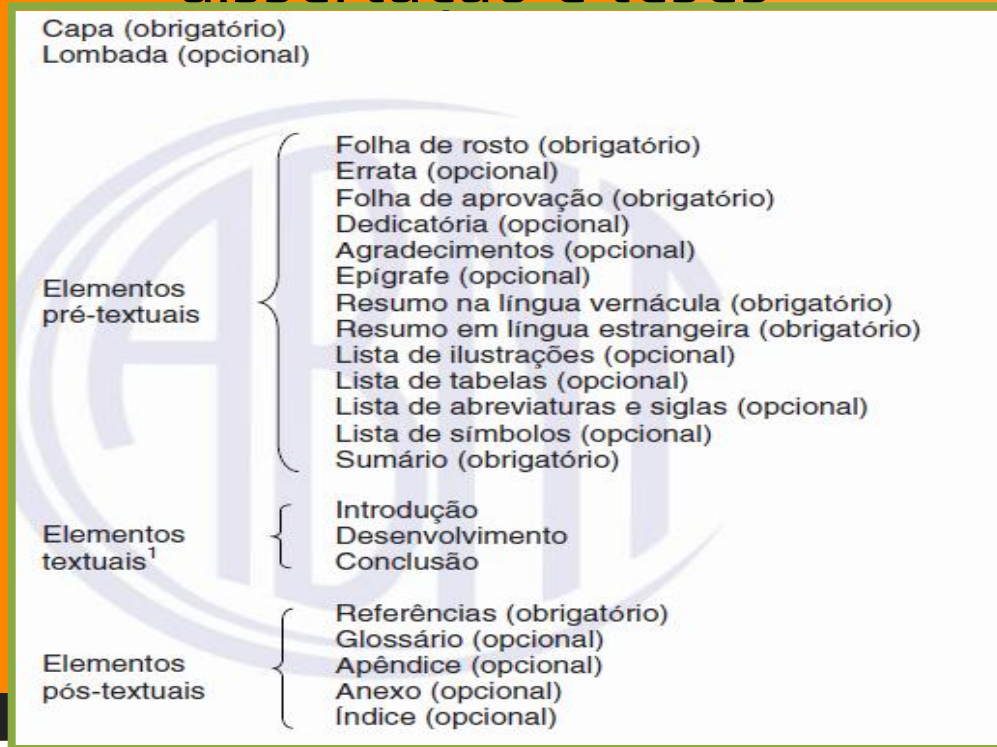 dissertação e teses
Capa (obrigatório)
Lombada (opcional)
Elementos
pré-textuais
Folha de rosto (obrigatório)
Errata (opcional)
Folha de aprovação (obrigatório)
Dedicatória (opcional)
Agradecimentos (opcional)
Epígrafe (opcional)
Resumo na língua vernácula (obrigatório)
Resumo em língua estrangeira (obrigatório)
Lista de ilustrações (opcional)
Lista de tabelas (opcional)
Lista de abreviaturas e siglas (opcional)
Lista de símbolos (opcional)
Sumário (obrigatório)
Elementos
textuais¹
Introdução
Desenvolvimento
Conclusão
Elementos
pós-textuais
Referências (obrigatório)
Glossário (opcional)
Apêndice (opcional)
Anexo (opcional)
Índice (opcional)
ABNT